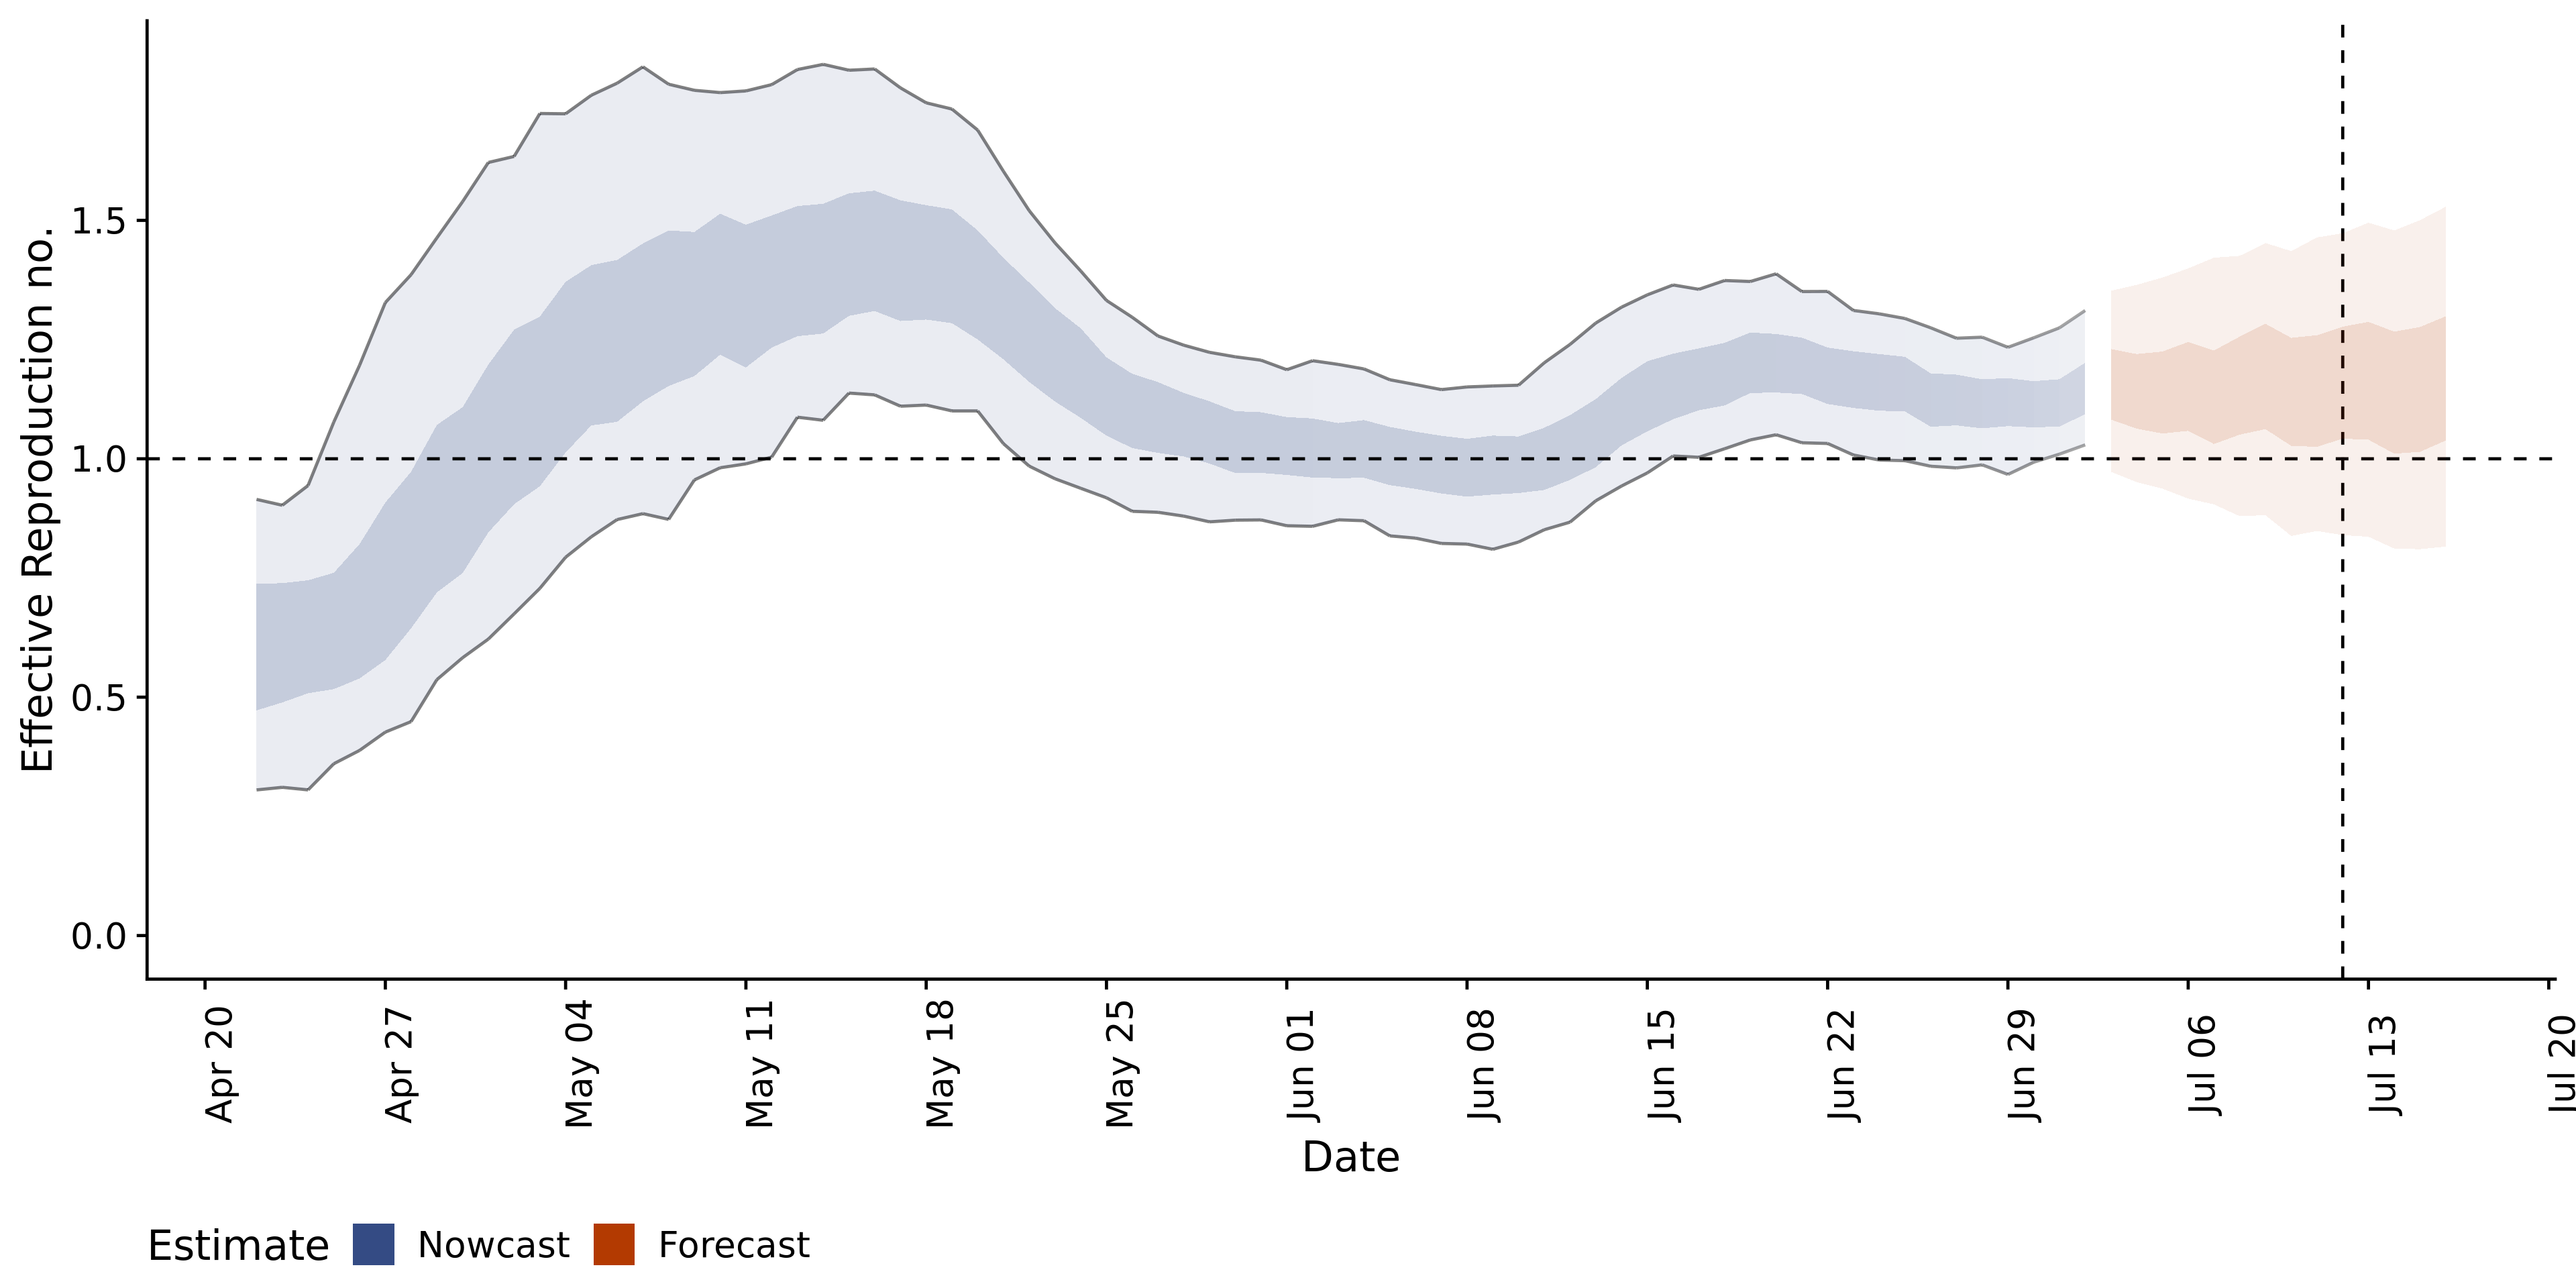 Effective Reproduction no.
1.5
1.0
0.5
0.0
Apr 20
Apr 27
May 04
May 11
May 18
May 25
Jun 01
Jun 08
Jun 15
Jun 22
Jun 29
Jul 06
Jul 13
Jul 20
Date
Estimate Nowcast Forecast